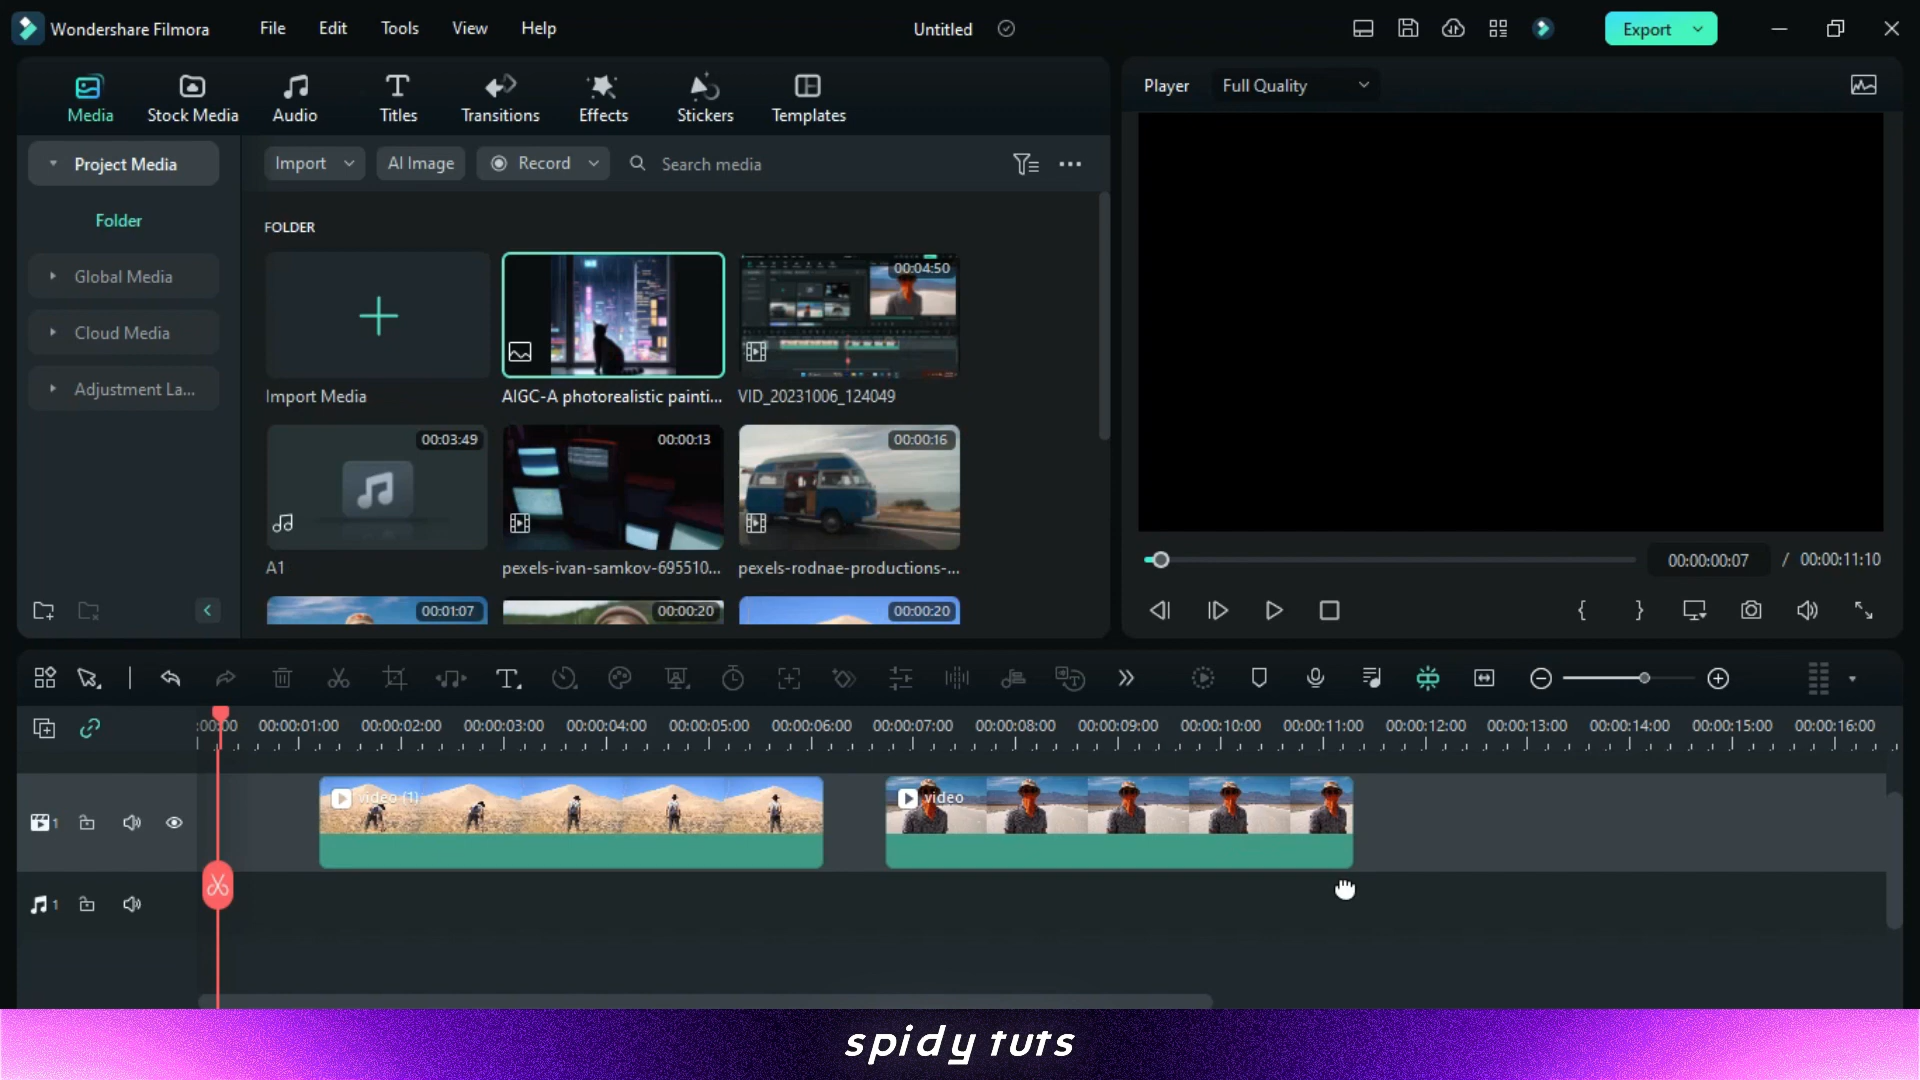 Wondershare Filmora
File
Edit
Tools
View
Help
Untitled
Export
Media
Stock Media
Audio
Titles
Transitions
Effects
Stickers
Templates
Player
Full Quality
Project Media
Import
AI Image
Record
Search media
Folder
FOLDER
Global Media
Cloud Media
Adjustment La...
00:04:50
Import Media
AIGC-A photorealistic painti...
VID_20231006_124049
00:03:49
00:00:13
00:00:16
A1
pexels-ivan-samkov-695510...
pexels-rodnae-productions-...
00:01:07
00:00:20
00:00:20
00:00:00:07
/
00:00:11:10
:00:00
00:00:01:00
00:00:02:00
00:00:03:00
00:00:04:00
00:00:05:00
00:00:06:00
00:00:07:00
00:00:08:00
00:00:09:00
00:00:10:00
00:00:11:00
00:00:12:00
00:00:13:00
00:00:14:00
00:00:15:00
00:00:16:00
1
video (1)
video
1
spidy tuts